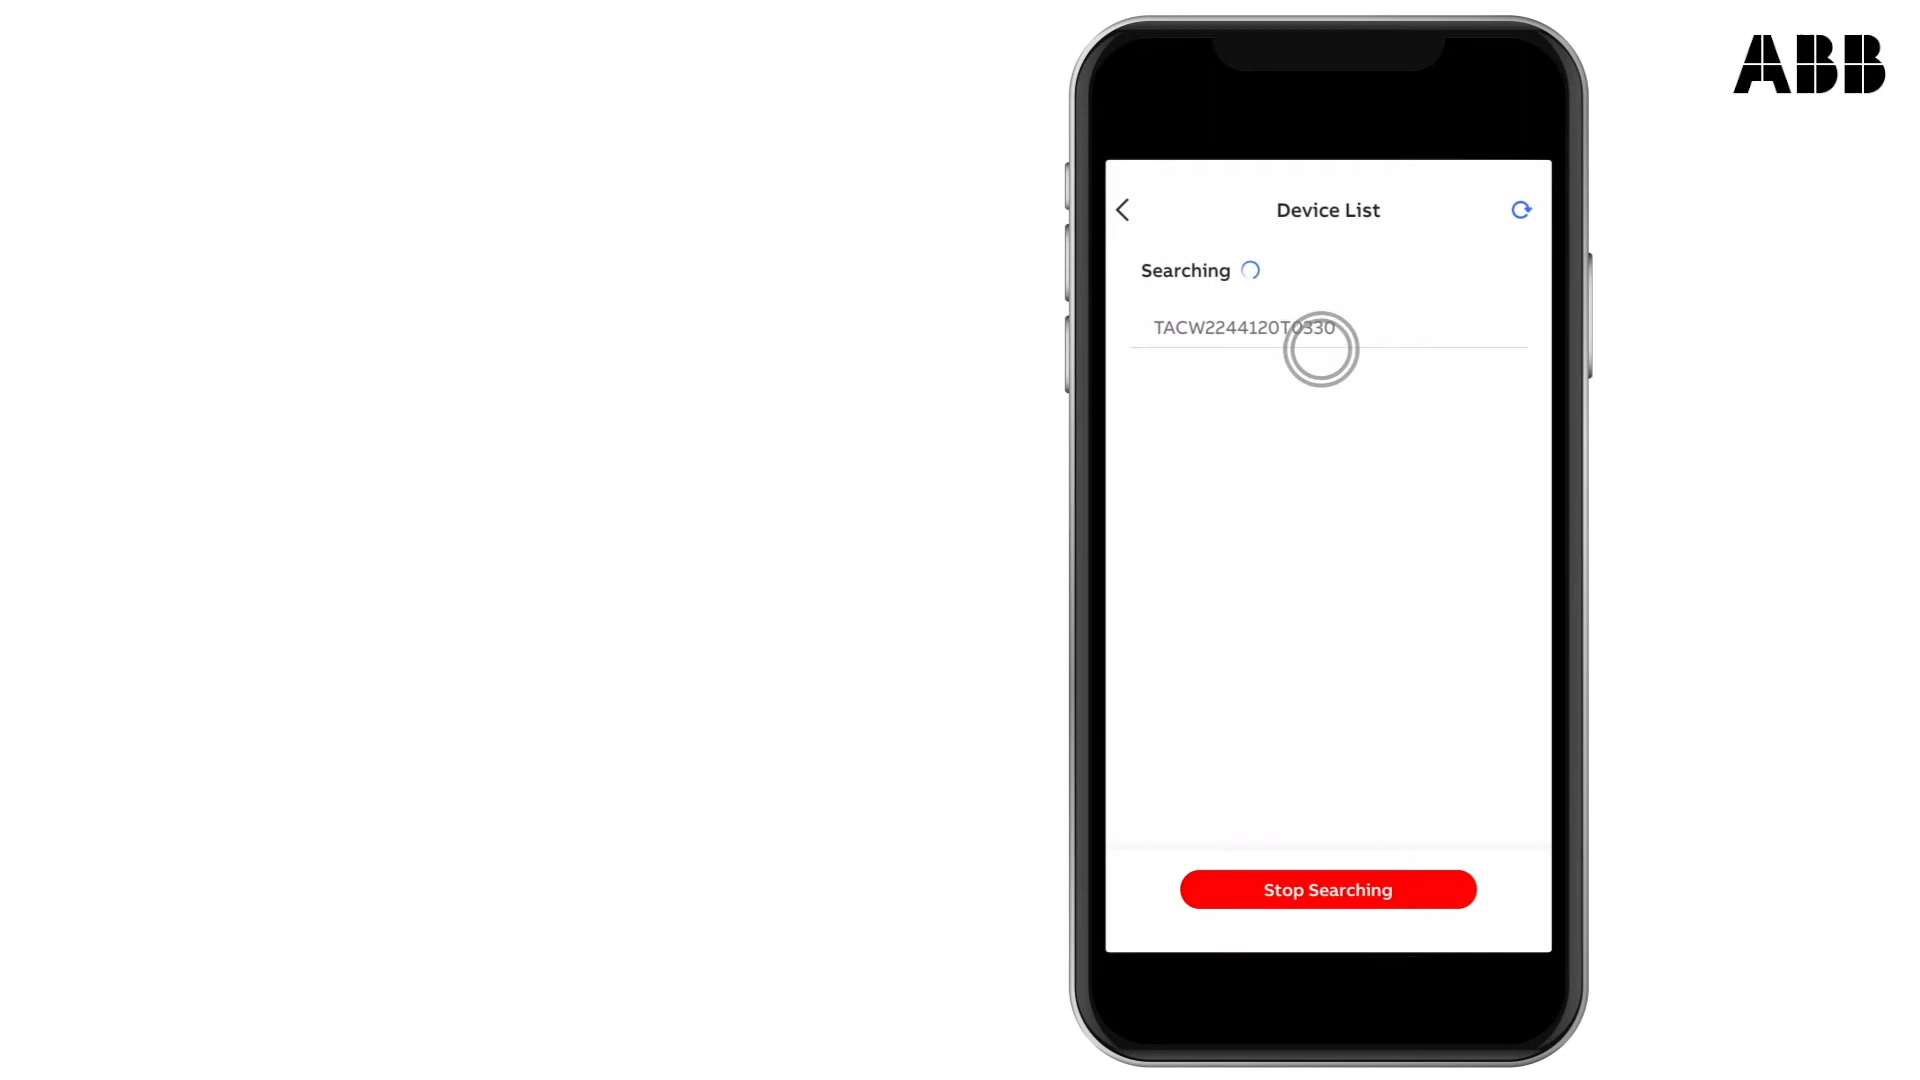 ABB
Device List
Searching
TACW2244120T0330
Stop Searching